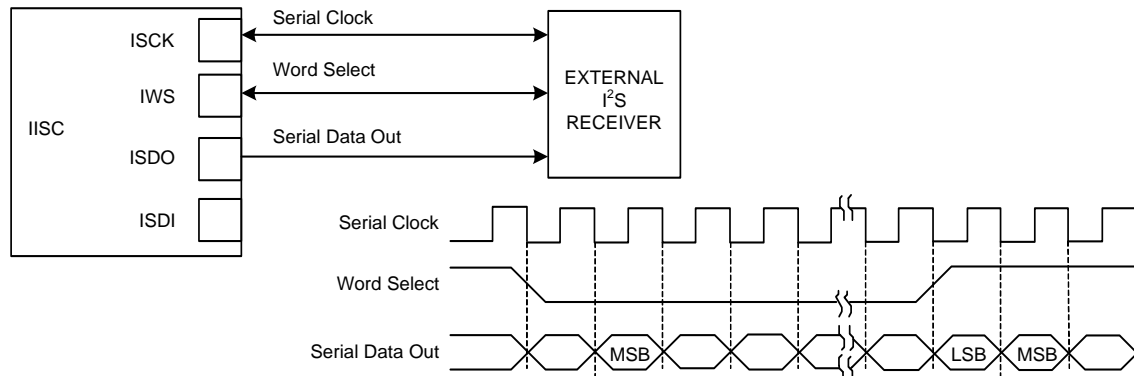 Serial Clock
ISCK
Word Select
IWS
EXTERNAL
I²S
RECEIVER
IISC
Serial Data Out
ISDO
ISDI
Serial Clock
Word Select
Serial Data Out
MSB
LSB
MSB